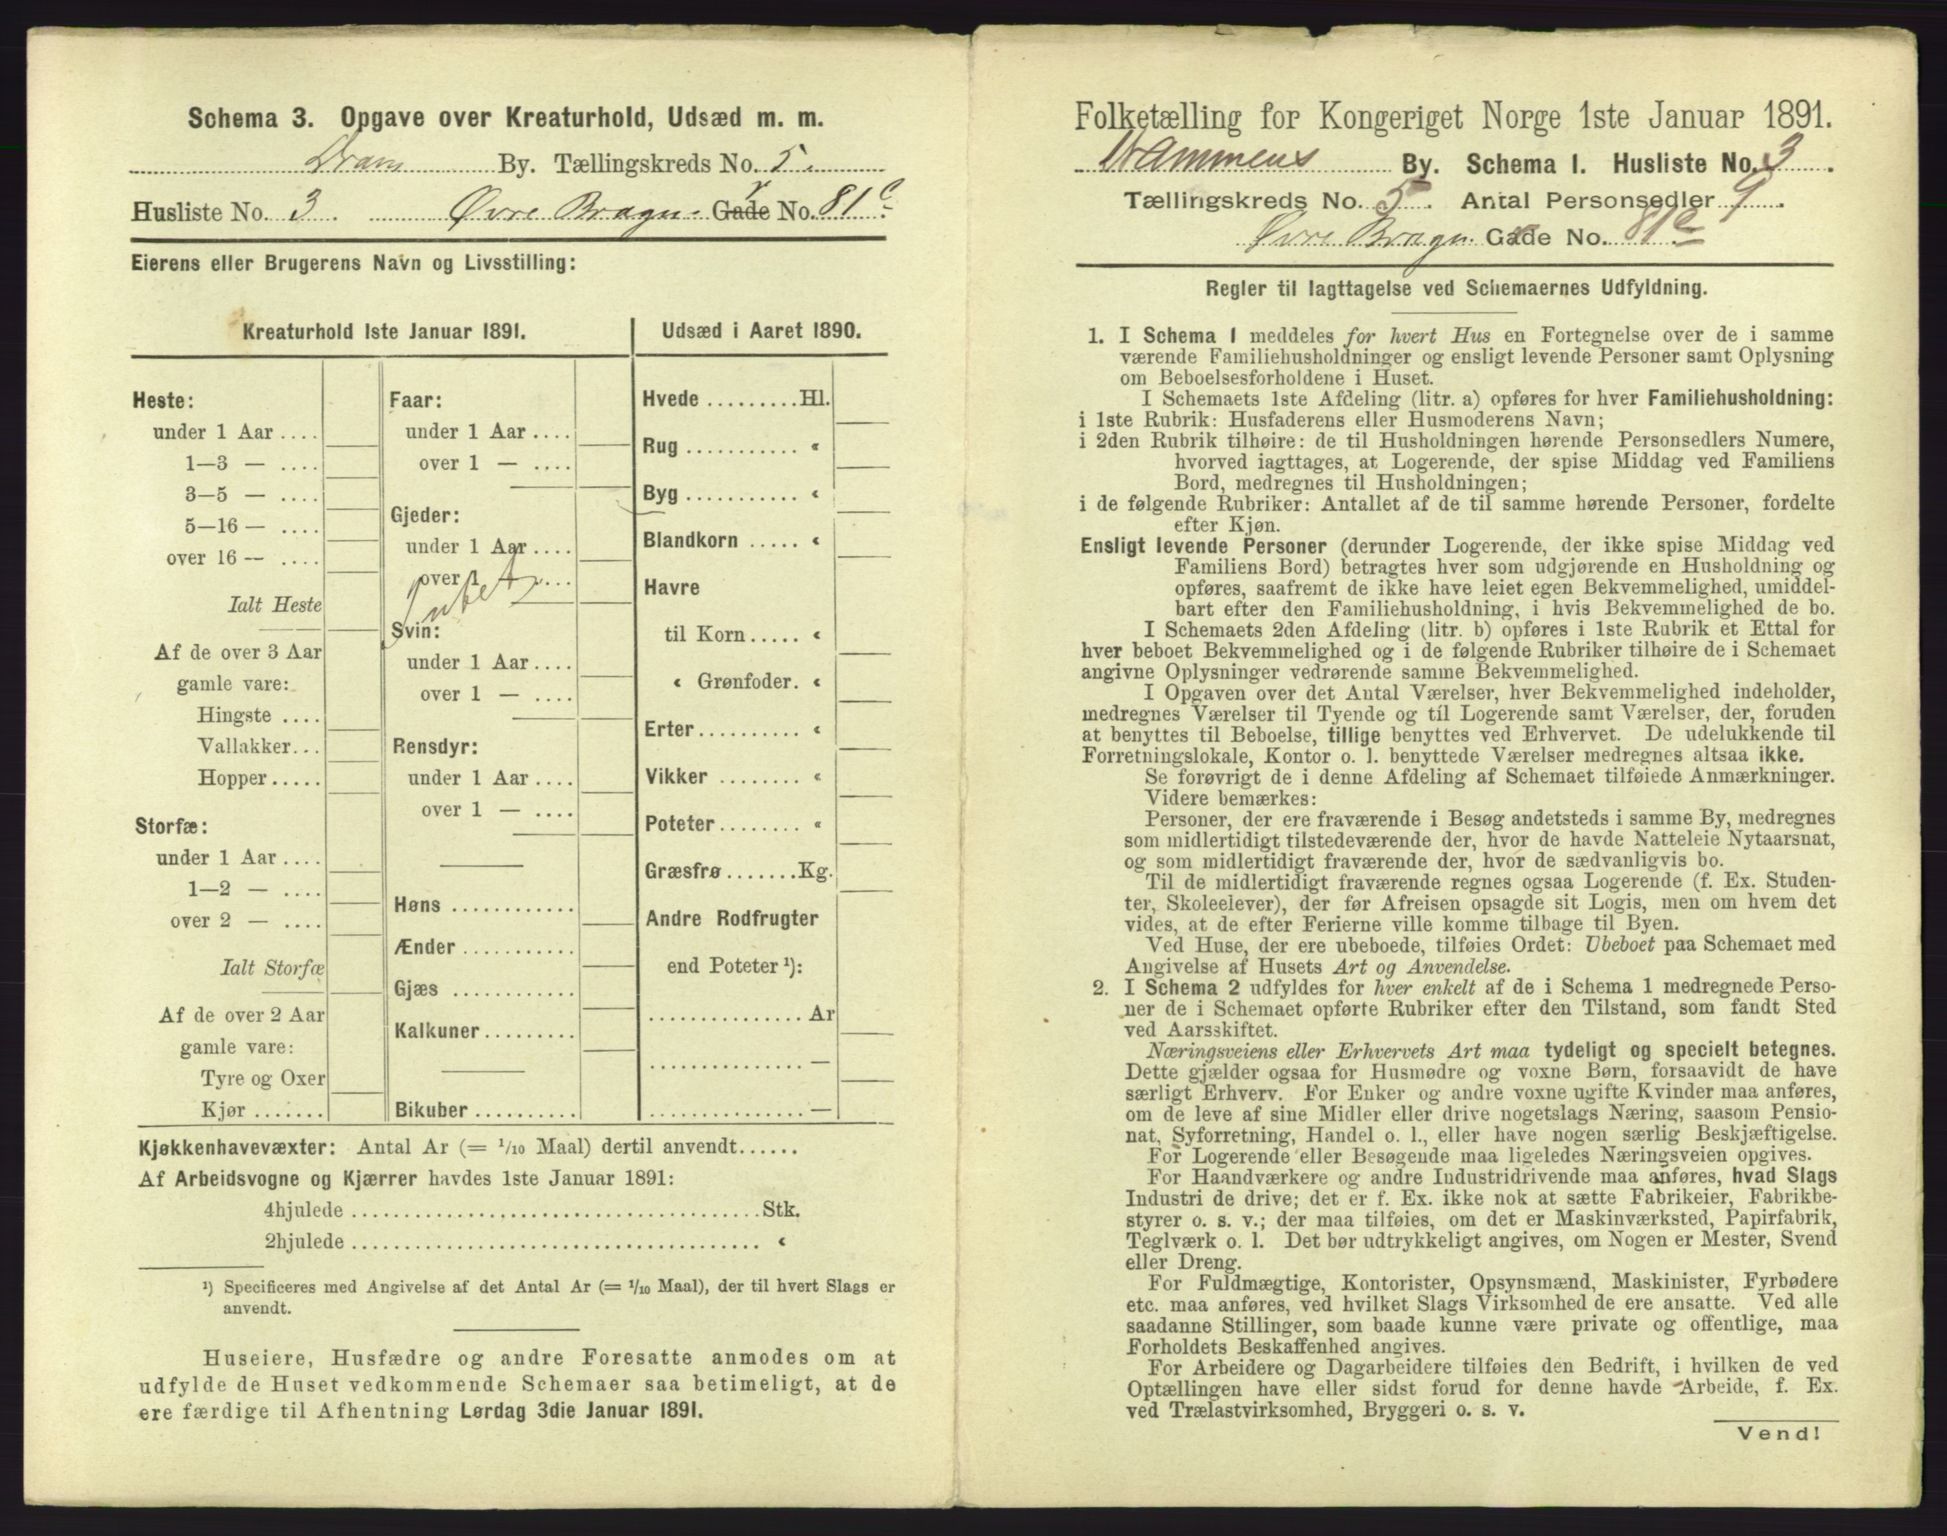 Schema 3. Opgave over Kreaturhold, Udsæd m. m.
Dram By. Tællingskreds No. 5.
Husliste No. 3. Øvre Bragn. Gade No. 81c
Eierens eller Brugerens Navn og Livsstilling:
Kreaturhold 1ste Januar 1891.
Heste:
under 1 Aar ....
1—3 — ....
3—5 — ....
5—16 — ....
over 16 — ....
Ialt Heste
Af de over 3 Aar
gamle vare:
Hingste ....
Vallakker...
Hopper.....
Storfæ:
under 1 Aar ....
1—2 — ....
over 2 — ....
Ialt Storfæ
Af de over 2 Aar
gamle vare:
Tyre og Oxer
Kjør .......
Faar:
under 1 Aar ....
over 1 — ....
Gjeder:
under 1 Aar ....
over 1 — ....
Intet
Svin:
under 1 Aar ....
over 1 — ....
Rensdyr:
under 1 Aar ....
over 1 — ....
Høns ............
Ænder ...........
Gjæs ............
Kalkuner.........
Bikuber ..........
Udsæd i Aaret 1890.
Hvede .........Hl.
Rug ........... «
Byg ........... «
Blandkorn ..... «
Havre
til Korn ..... «
« Grønfoder. «
Erter.......... «
Vikker ........ «
Poteter........ «
Græsfrø .......Kg.
Andre Rodfrugter
end Poteter ¹):
............... Ar
............... —
............... —
Kjøkkenhavevæxter: Antal Ar (= 1/10 Maal) dertil anvendt......
Af Arbeidsvogne og Kjærrer havdes 1ste Januar 1891:
4hjulede ........................................Stk.
2hjulede ........................................ «
¹) Specificeres med Angivelse af det Antal Ar (= 1/10 Maal), der til hvert Slags er
anvendt.
Huseiere, Husfædre og andre Foresatte anmodes om at
udfylde de Huset vedkommende Schemaer saa betimeligt, at de
ere færdige til Afhentning Lørdag 3die Januar 1891.
Folketælling for Kongeriget Norge 1ste Januar 1891.
Drammens By. Schema I. Husliste No. 3.
Tællingskreds No. 5. Antal Personsedler 9.
Øvre Bragn. Gade No. 81c
Regler til Iagttagelse ved Schemaernes Udfyldning.
1. I Schema 1 meddeles for hvert Hus en Fortegnelse over de i samme
værende Familiehusholdninger og ensligt levende Personer samt Oplysning
om Beboelsesforholdene i Huset.
I Schemaets 1ste Afdeling (litr. a) opføres for hver Familiehusholdning:
i 1ste Rubrik: Husfaderens eller Husmoderens Navn;
i 2den Rubrik tilhøire: de til Husholdningen hørende Personsedlers Numere,
hvorved iagttages, at Logerende, der spise Middag ved Familiens
Bord, medregnes til Husholdningen;
i de følgende Rubriker: Antallet af de til samme hørende Personer, fordelte
efter Kjøn.
Ensligt levende Personer (derunder Logerende, der ikke spise Middag ved
Familiens Bord) betragtes hver som udgjørende en Husholdning og
opføres, saafremt de ikke have leiet egen Bekvemmelighed, umiddel-
bart efter den Familiehusholdning, i hvis Bekvemmelighed de bo.
I Schemaets 2den Afdeling (litr. b) opføres i 1ste Rubrik et Ettal for
hver beboet Bekvemmelighed og i de følgende Rubriker tilhøire de i Schemaet
angivne Oplysninger vedrørende samme Bekvemmelighed.
I Opgaven over det Antal Værelser, hver Bekvemmelighed indeholder,
medregnes Værelser til Tyende og til Logerende samt Værelser, der, foruden
at benyttes til Beboelse, tillige benyttes ved Erhvervet. De udelukkende til
Forretningslokale, Kontor o. l. benyttede Værelser medregnes altsaa ikke.
Se forøvrigt de i denne Afdeling af Schemaet tilføiede Anmærkninger.
Videre bemærkes:
Personer, der ere fraværende i Besøg andetsteds i samme By, medregnes
som midlertidigt tilstedeværende der, hvor de havde Natteleie Nytaarsnat,
og som midlertidigt fraværende der, hvor de sædvanligvis bo.
Til de midlertidigt fraværende regnes ogsaa Logerende (f. Ex. Studen-
ter, Skoleelever), der før Afreisen opsagde sit Logis, men om hvem det
vides, at de efter Ferierne ville komme tilbage til Byen.
Ved Huse, der ere ubeboede, tilføies Ordet: Ubeboet paa Schemaet med
Angivelse af Husets Art og Anvendelse.
2. I Schema 2 udfyldes for hver enkelt af de i Schema 1 medregnede Perso-
ner de i Schemaet opførte Rubriker efter den Tilstand, som fandt Sted
ved Aarsskiftet.
Næringsveiens eller Erhvervets Art maa tydeligt og specielt betegnes.
Dette gjælder ogsaa for Husmødre og voxne Børn, forsaavidt de have
særligt Erhverv. For Enker og andre voxne ugifte Kvinder maa anføres,
om de leve af sine Midler eller drive nogetslags Næring, saasom Pensio-
nat, Syforretning, Handel o. l., eller have nogen særlig Beskjæftigelse.
For Logerende eller Besøgende maa ligeledes Næringsveien opgives.
For Haandværkere og andre Industridrivende maa anføres, hvad Slags
Industri de drive; det er f. Ex. ikke nok at sætte Fabrikeier, Fabrikbe-
styrer o. s. v.; der maa tilføies, om det er Maskinværksted, Papirfabrik,
Teglværk o. l. Det bør udtrykkeligt angives, om Nogen er Mester, Svend
eller Dreng.
For Fuldmægtige, Kontorister, Opsynsmænd, Maskinister, Fyrbødere
etc. maa anføres, ved hvilket Slags Virksomhed de ere ansatte. Ved alle
saadanne Stillinger, som baade kunne være private og offentlige, maa
Forholdets Beskaffenhed angives.
For Arbeidere og Dagarbeidere tilføies den Bedrift, i hvilken de ved
Optællingen have eller sidst forud for denne havde Arbeide, f. Ex.
ved Trælastvirksomhed, Bryggeri o. s. v.
Vend!